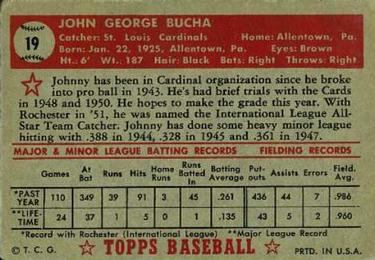 19
JOHN GEORGE BUCHA
Catcher: St. Louis Cardinals Home: Allentown, Pa.
Born: Jan. 22, 1925, Allentown, Pa. Eyes: Brown
Ht.: 6' Wt.: 187 Hair: Black Bats: Right Throws: Right
Johnny has been in Cardinal organization since he broke
into pro ball in 1943. He's had brief trials with the Cards
in 1948 and 1950. He hopes to make the grade this year. With
Rochester in '51, he was named the International League All-
Star Team Catcher. Johnny has done some heavy minor league
hitting with .388 in 1944, .328 in 1945 and .361 in 1947.
MAJOR & MINOR LEAGUE BATTING RECORDS FIELDING RECORDS
Games At Bat Runs Hits Home Runs Runs Batted In Batting Average Put-outs Assists Errors Field. Avg.
*PAST YEAR 110 349 39 91 3 45 .261 436 44 7 .986
**LIFE-TIME 24 37 1 5 0 1 .135 43 5 2 .960
*Record with Rochester (International League) **Major League Record
© T. C. G. TOPPS BASEBALL PRTD. IN U.S.A.